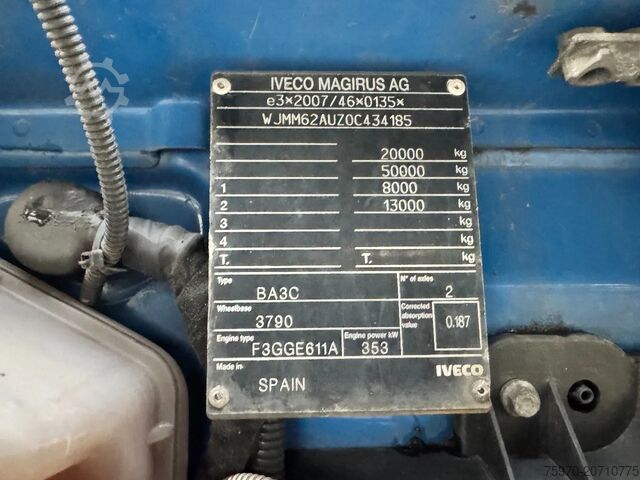 IVECO MAGIRUS AG
e3*2007/46*0135*
WJMM62AUZ0C434185
20000 kg
50000 kg
1 8000 kg
2 13000 kg
3 kg
4 kg
T. T. kg
Type BA3C N° of axles 2
Wheelbase 3790 Corrected absorption value 0.187
Engine type F3GGE611A Engine power kW 353
Made in SPAIN IVECO
75970-20710775